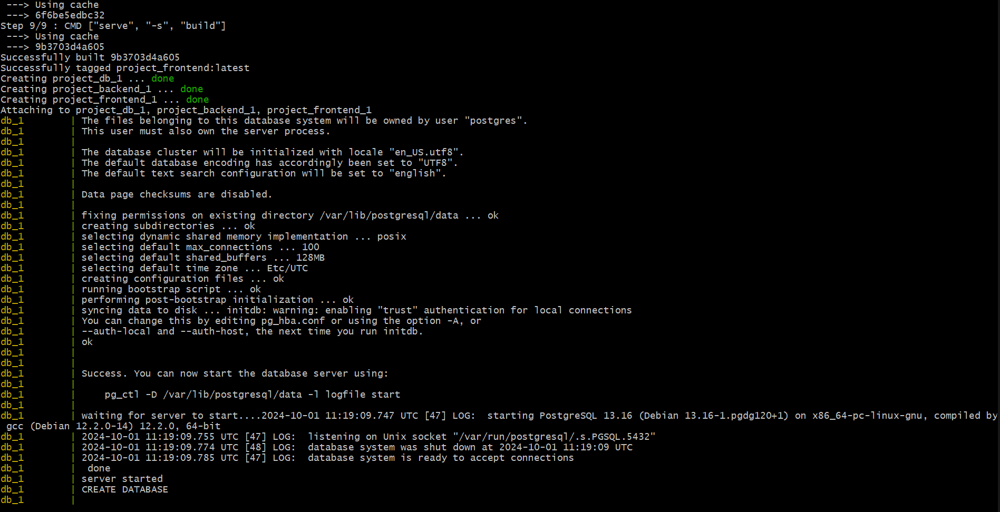 ---> Using cache
---> 6f6be5edbc32
Step 9/9 : CMD ["serve", "-s", "build"]
---> Using cache
---> 9b3703d4a605
Successfully built 9b3703d4a605
Successfully tagged project_frontend:latest
Creating project_db_1 ... done
Creating project_backend_1 ... done
Creating project_frontend_1 ... done
Attaching to project_db_1, project_backend_1, project_frontend_1
db_1        | The files belonging to this database system will be owned by user "postgres".
db_1        | This user must also own the server process.
db_1        |
db_1        | The database cluster will be initialized with locale "en_US.utf8".
db_1        | The default database encoding has accordingly been set to "UTF8".
db_1        | The default text search configuration will be set to "english".
db_1        |
db_1        | Data page checksums are disabled.
db_1        |
db_1        | fixing permissions on existing directory /var/lib/postgresql/data ... ok
db_1        | creating subdirectories ... ok
db_1        | selecting dynamic shared memory implementation ... posix
db_1        | selecting default max_connections ... 100
db_1        | selecting default shared_buffers ... 128MB
db_1        | selecting default time zone ... Etc/UTC
db_1        | creating configuration files ... ok
db_1        | running bootstrap script ... ok
db_1        | performing post-bootstrap initialization ... ok
db_1        | syncing data to disk ... initdb: warning: enabling "trust" authentication for local connections
db_1        | You can change this by editing pg_hba.conf or using the option -A, or
db_1        | --auth-local and --auth-host, the next time you run initdb.
db_1        | ok
db_1        |
db_1        |
db_1        | Success. You can now start the database server using:
db_1        |
db_1        |     pg_ctl -D /var/lib/postgresql/data -l logfile start
db_1        |
db_1        | waiting for server to start....2024-10-01 11:19:09.747 UTC [47] LOG:  starting PostgreSQL 13.16 (Debian 13.16-1.pgdg120+1) on x86_64-pc-linux-gnu, compiled by
gcc (Debian 12.2.0-14) 12.2.0, 64-bit
db_1        | 2024-10-01 11:19:09.755 UTC [47] LOG:  listening on Unix socket "/var/run/postgresql/.s.PGSQL.5432"
db_1        | 2024-10-01 11:19:09.774 UTC [48] LOG:  database system was shut down at 2024-10-01 11:19:09 UTC
db_1        | 2024-10-01 11:19:09.785 UTC [47] LOG:  database system is ready to accept connections
db_1        |  done
db_1        | server started
db_1        | CREATE DATABASE
db_1        |